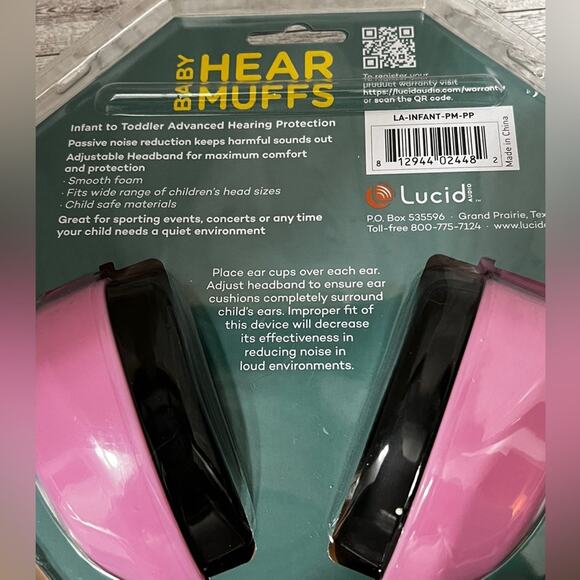 BABY
HEAR
MUFFS
To register your
product warranty visit
https://lucidaudio.com/warranty
or scan the QR code.
Infant to Toddler Advanced Hearing Protection
Passive noise reduction keeps harmful sounds out
Adjustable Headband for maximum comfort
and protection
· Smooth foam
· Fits wide range of children's head sizes
· Child safe materials
Great for sporting events, concerts or any time
your child needs a quiet environment
LA-INFANT-PM-PP
8 12944 02448 2
Made in China
Lucid
AUDIO
TM
P.O. Box 535596 · Grand Prairie, Tex
Toll-free 800-775-7124 · www.lucid
Place ear cups over each ear.
Adjust headband to ensure ear
cushions completely surround
child's ears. Improper fit of
this device will decrease
its effectiveness in
reducing noise in
loud environments.